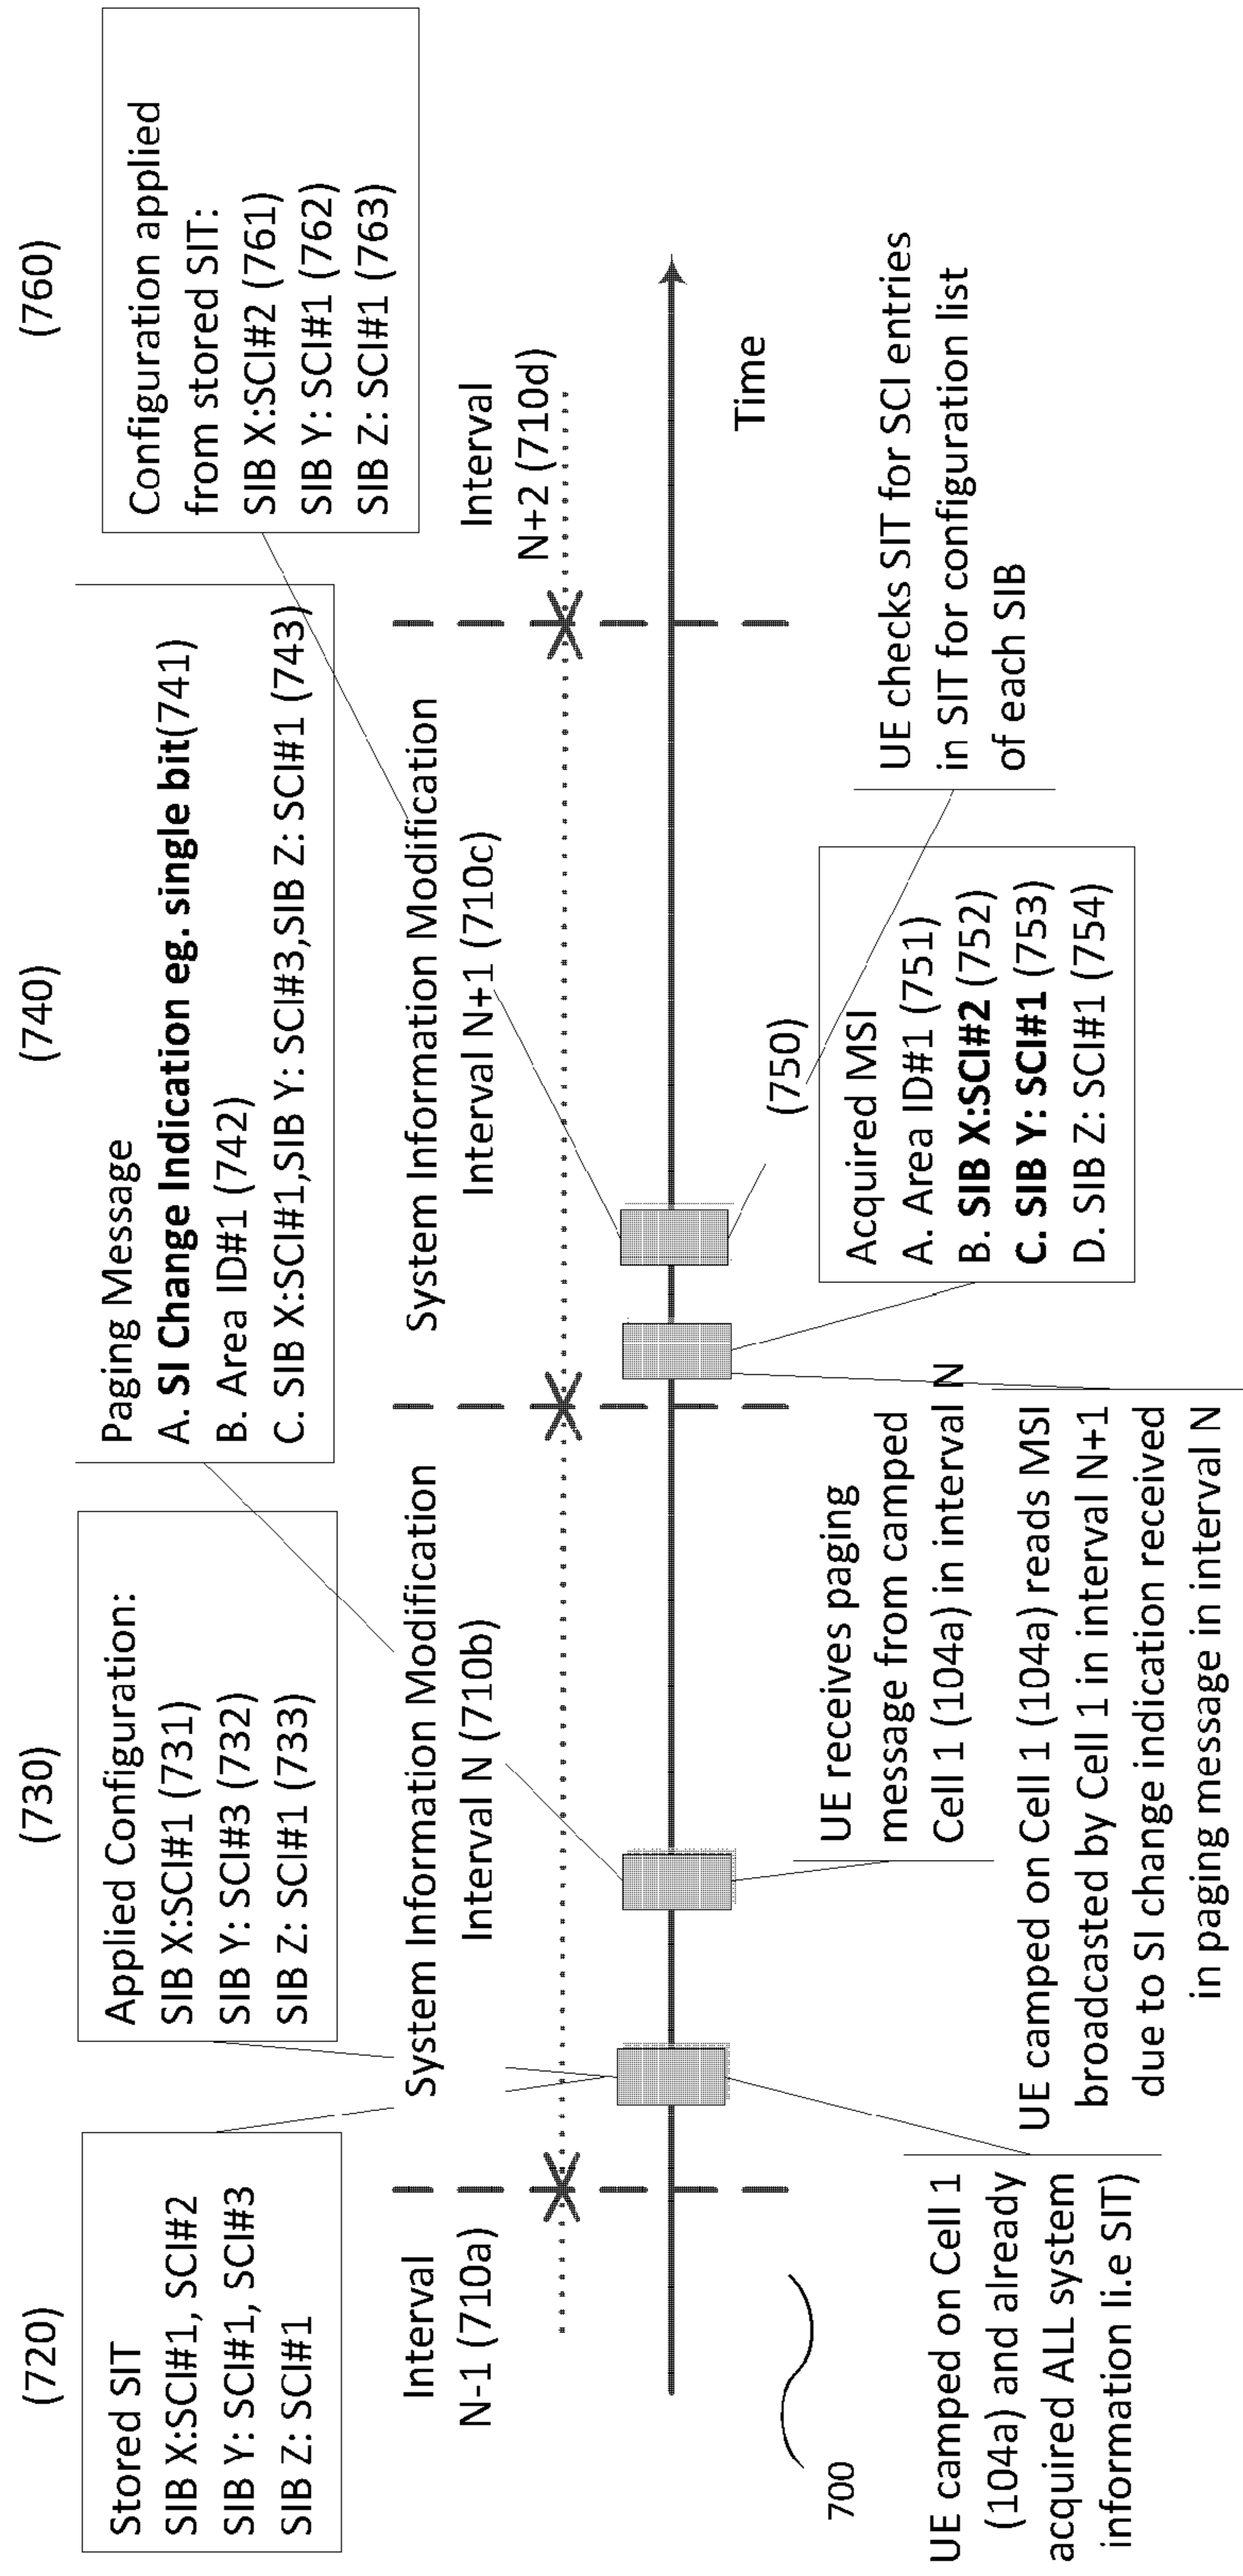 (720)
Stored SIT
SIB X:SCI#1, SCI#2
SIB Y: SCI#1, SCI#3
SIB Z: SCI#1
(730)
Applied Configuration:
SIB X:SCI#1 (731)
SIB Y: SCI#3 (732)
SIB Z: SCI#1 (733)
(740)
Paging Message
A. SI Change Indication eg. single bit(741)
B. Area ID#1 (742)
C. SIB X:SCI#1,SIB Y: SCI#3,SIB Z: SCI#1 (743)
(760)
Configuration applied
from stored SIT:
SIB X:SCI#2 (761)
SIB Y: SCI#1 (762)
SIB Z: SCI#1 (763)
Interval
N-1 (710a)
System Information Modification
Interval N (710b)
System Information Modification
Interval N+1 (710c)
Interval
N+2 (710d)
Time
700
UE camped on Cell 1
(104a) and already
acquired ALL system
information Ii.e SIT)
UE receives paging
message from camped
Cell 1 (104a) in interval N
UE camped on Cell 1 (104a) reads MSI
broadcasted by Cell 1 in interval N+1
due to SI change indication received
in paging message in interval N
(750)
Acquired MSI
A. Area ID#1 (751)
B. SIB X:SCI#2 (752)
C. SIB Y: SCI#1 (753)
D. SIB Z: SCI#1 (754)
UE checks SIT for SCI entries
in SIT for configuration list
of each SIB